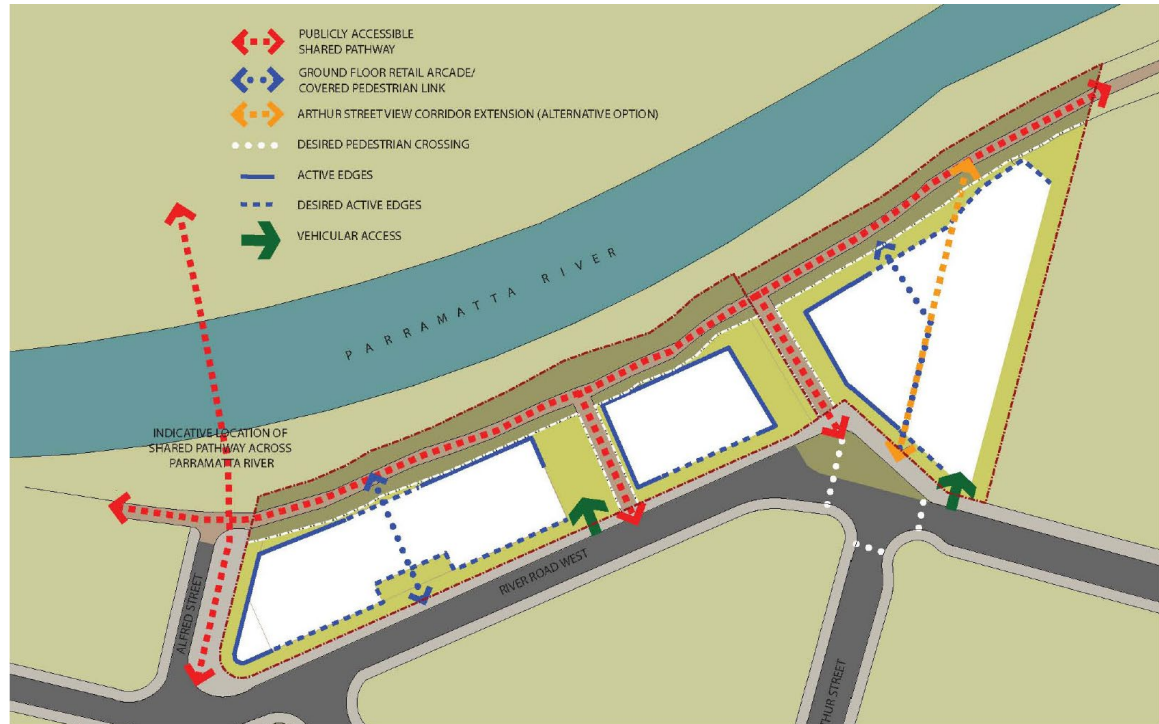 PUBLICLY ACCESSIBLE
SHARED PATHWAY
GROUND FLOOR RETAIL ARCADE/
COVERED PEDESTRIAN LINK
ARTHUR STREET VIEW CORRIDOR EXTENSION (ALTERNATIVE OPTION)
DESIRED PEDESTRIAN CROSSING
ACTIVE EDGES
DESIRED ACTIVE EDGES
VEHICULAR ACCESS
PARRAMATTA RIVER
INDICATIVE LOCATION OF
SHARED PATHWAY ACROSS
PARRAMATTA RIVER
ALFRED STREET
RIVER ROAD WEST
THUR STREET